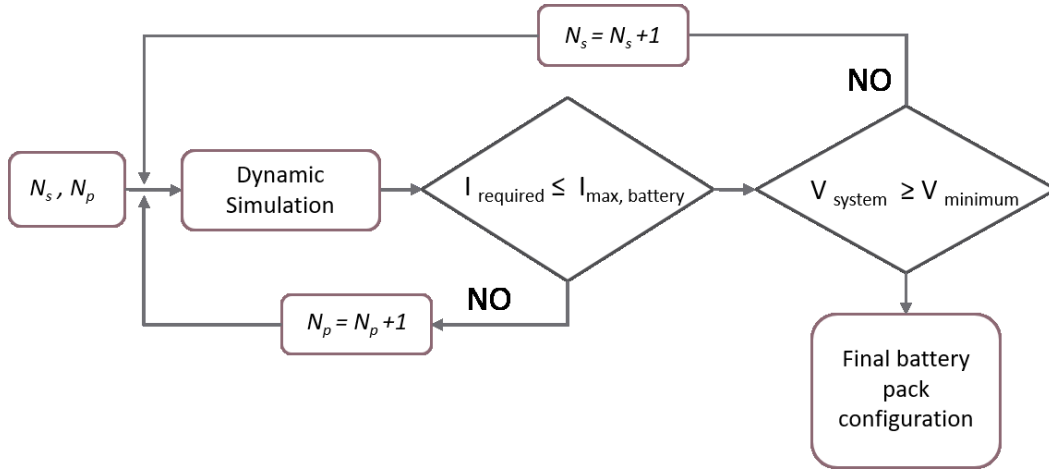 N_s = N_s +1
NO
N_s , N_p
Dynamic
Simulation
I required ≤ I max, battery
V system ≥ V minimum
NO
N_p = N_p +1
Final battery
pack
configuration